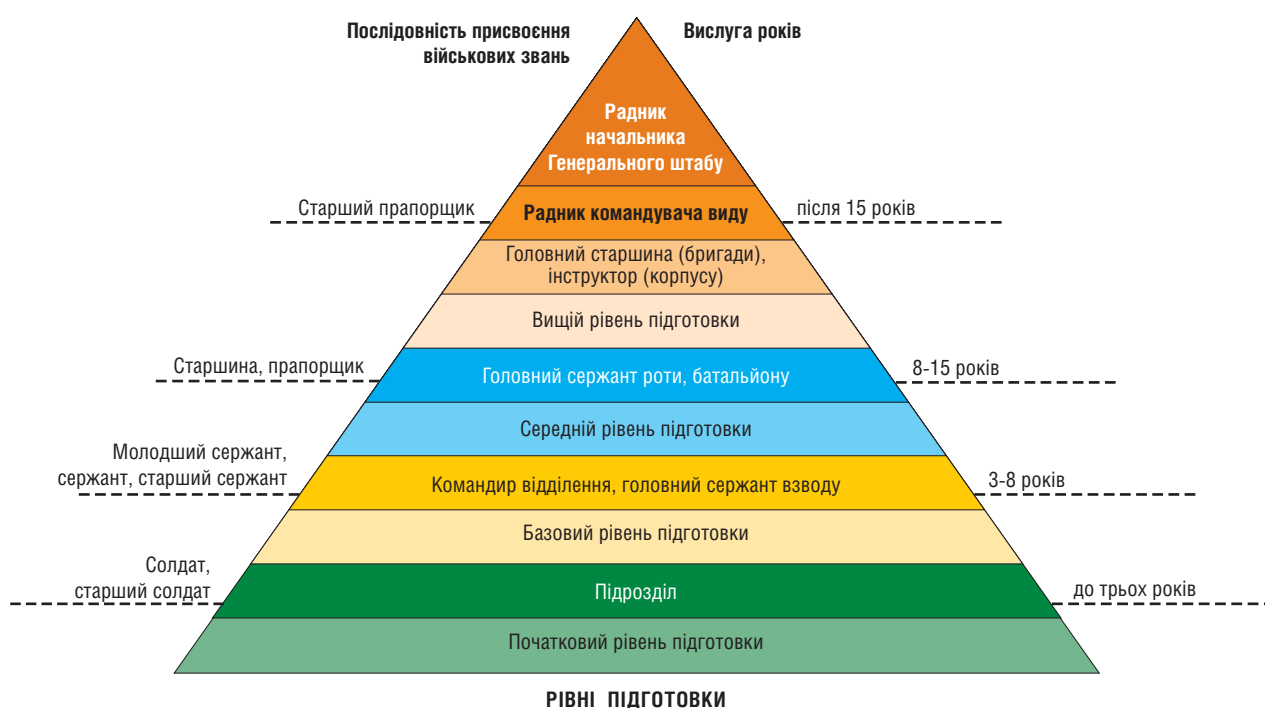 Послідовність присвоєння
військових звань
Вислуга років
Радник
начальника
Генерального штабу
Старший прапорщик
Радник командувача виду
після 15 років
Головний старшина (бригади),
інструктор (корпусу)
Вищій рівень підготовки
Старшина, прапорщик
Головний сержант роти, батальйону
8-15 років
Середній рівень підготовки
Молодший сержант,
сержант, старший сержант
Командир відділення, головний сержант взводу
3-8 років
Базовий рівень підготовки
Солдат,
старший солдат
Підрозділ
до трьох років
Початковий рівень підготовки
РІВНІ ПІДГОТОВКИ